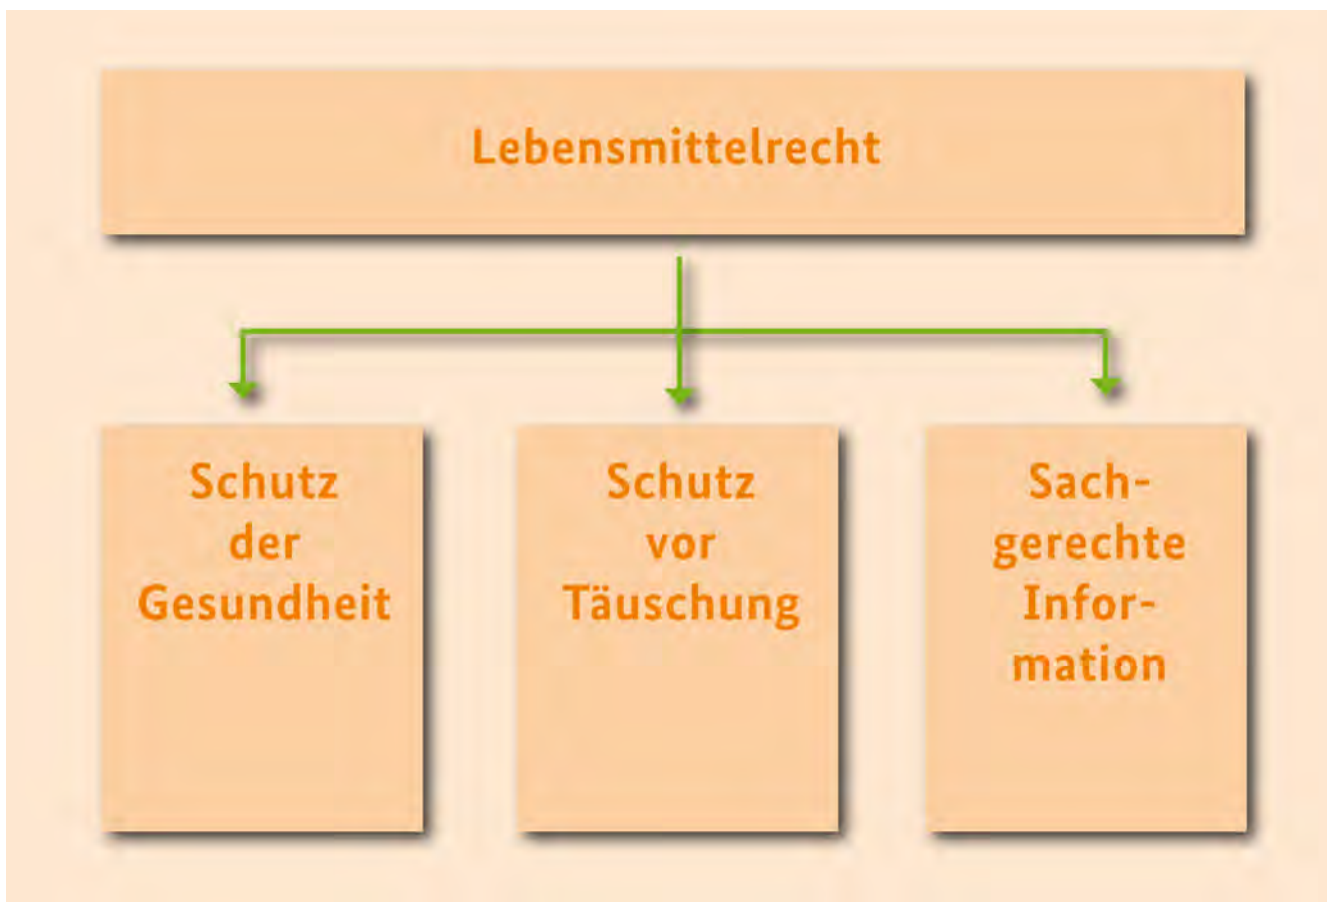 Lebensmittelrecht
Schutz
der
Gesundheit
Schutz
vor
Täuschung
Sach-
gerechte
Infor-
mation